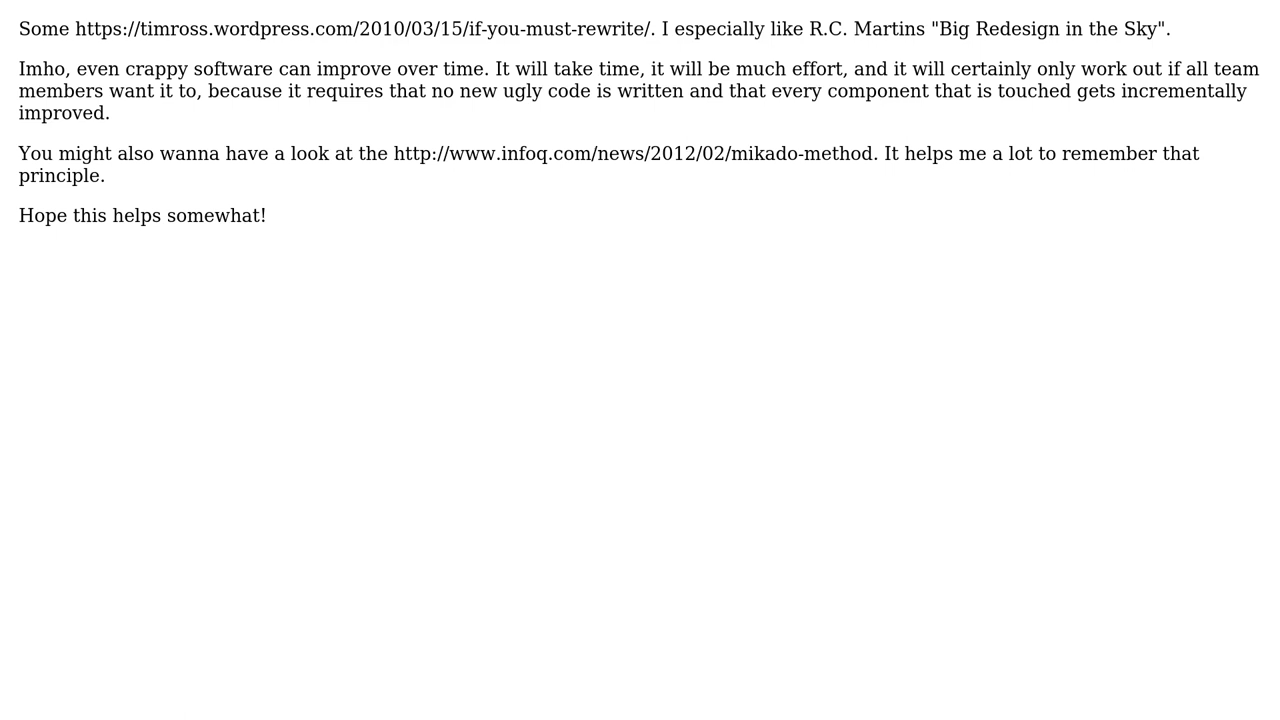 Some https://timross.wordpress.com/2010/03/15/if-you-must-rewrite/. I especially like R.C. Martins "Big Redesign in the Sky".
Imho, even crappy software can improve over time. It will take time, it will be much effort, and it will certainly only work out if all team
members want it to, because it requires that no new ugly code is written and that every component that is touched gets incrementally
improved.
You might also wanna have a look at the http://www.infoq.com/news/2012/02/mikado-method. It helps me a lot to remember that
principle.
Hope this helps somewhat!